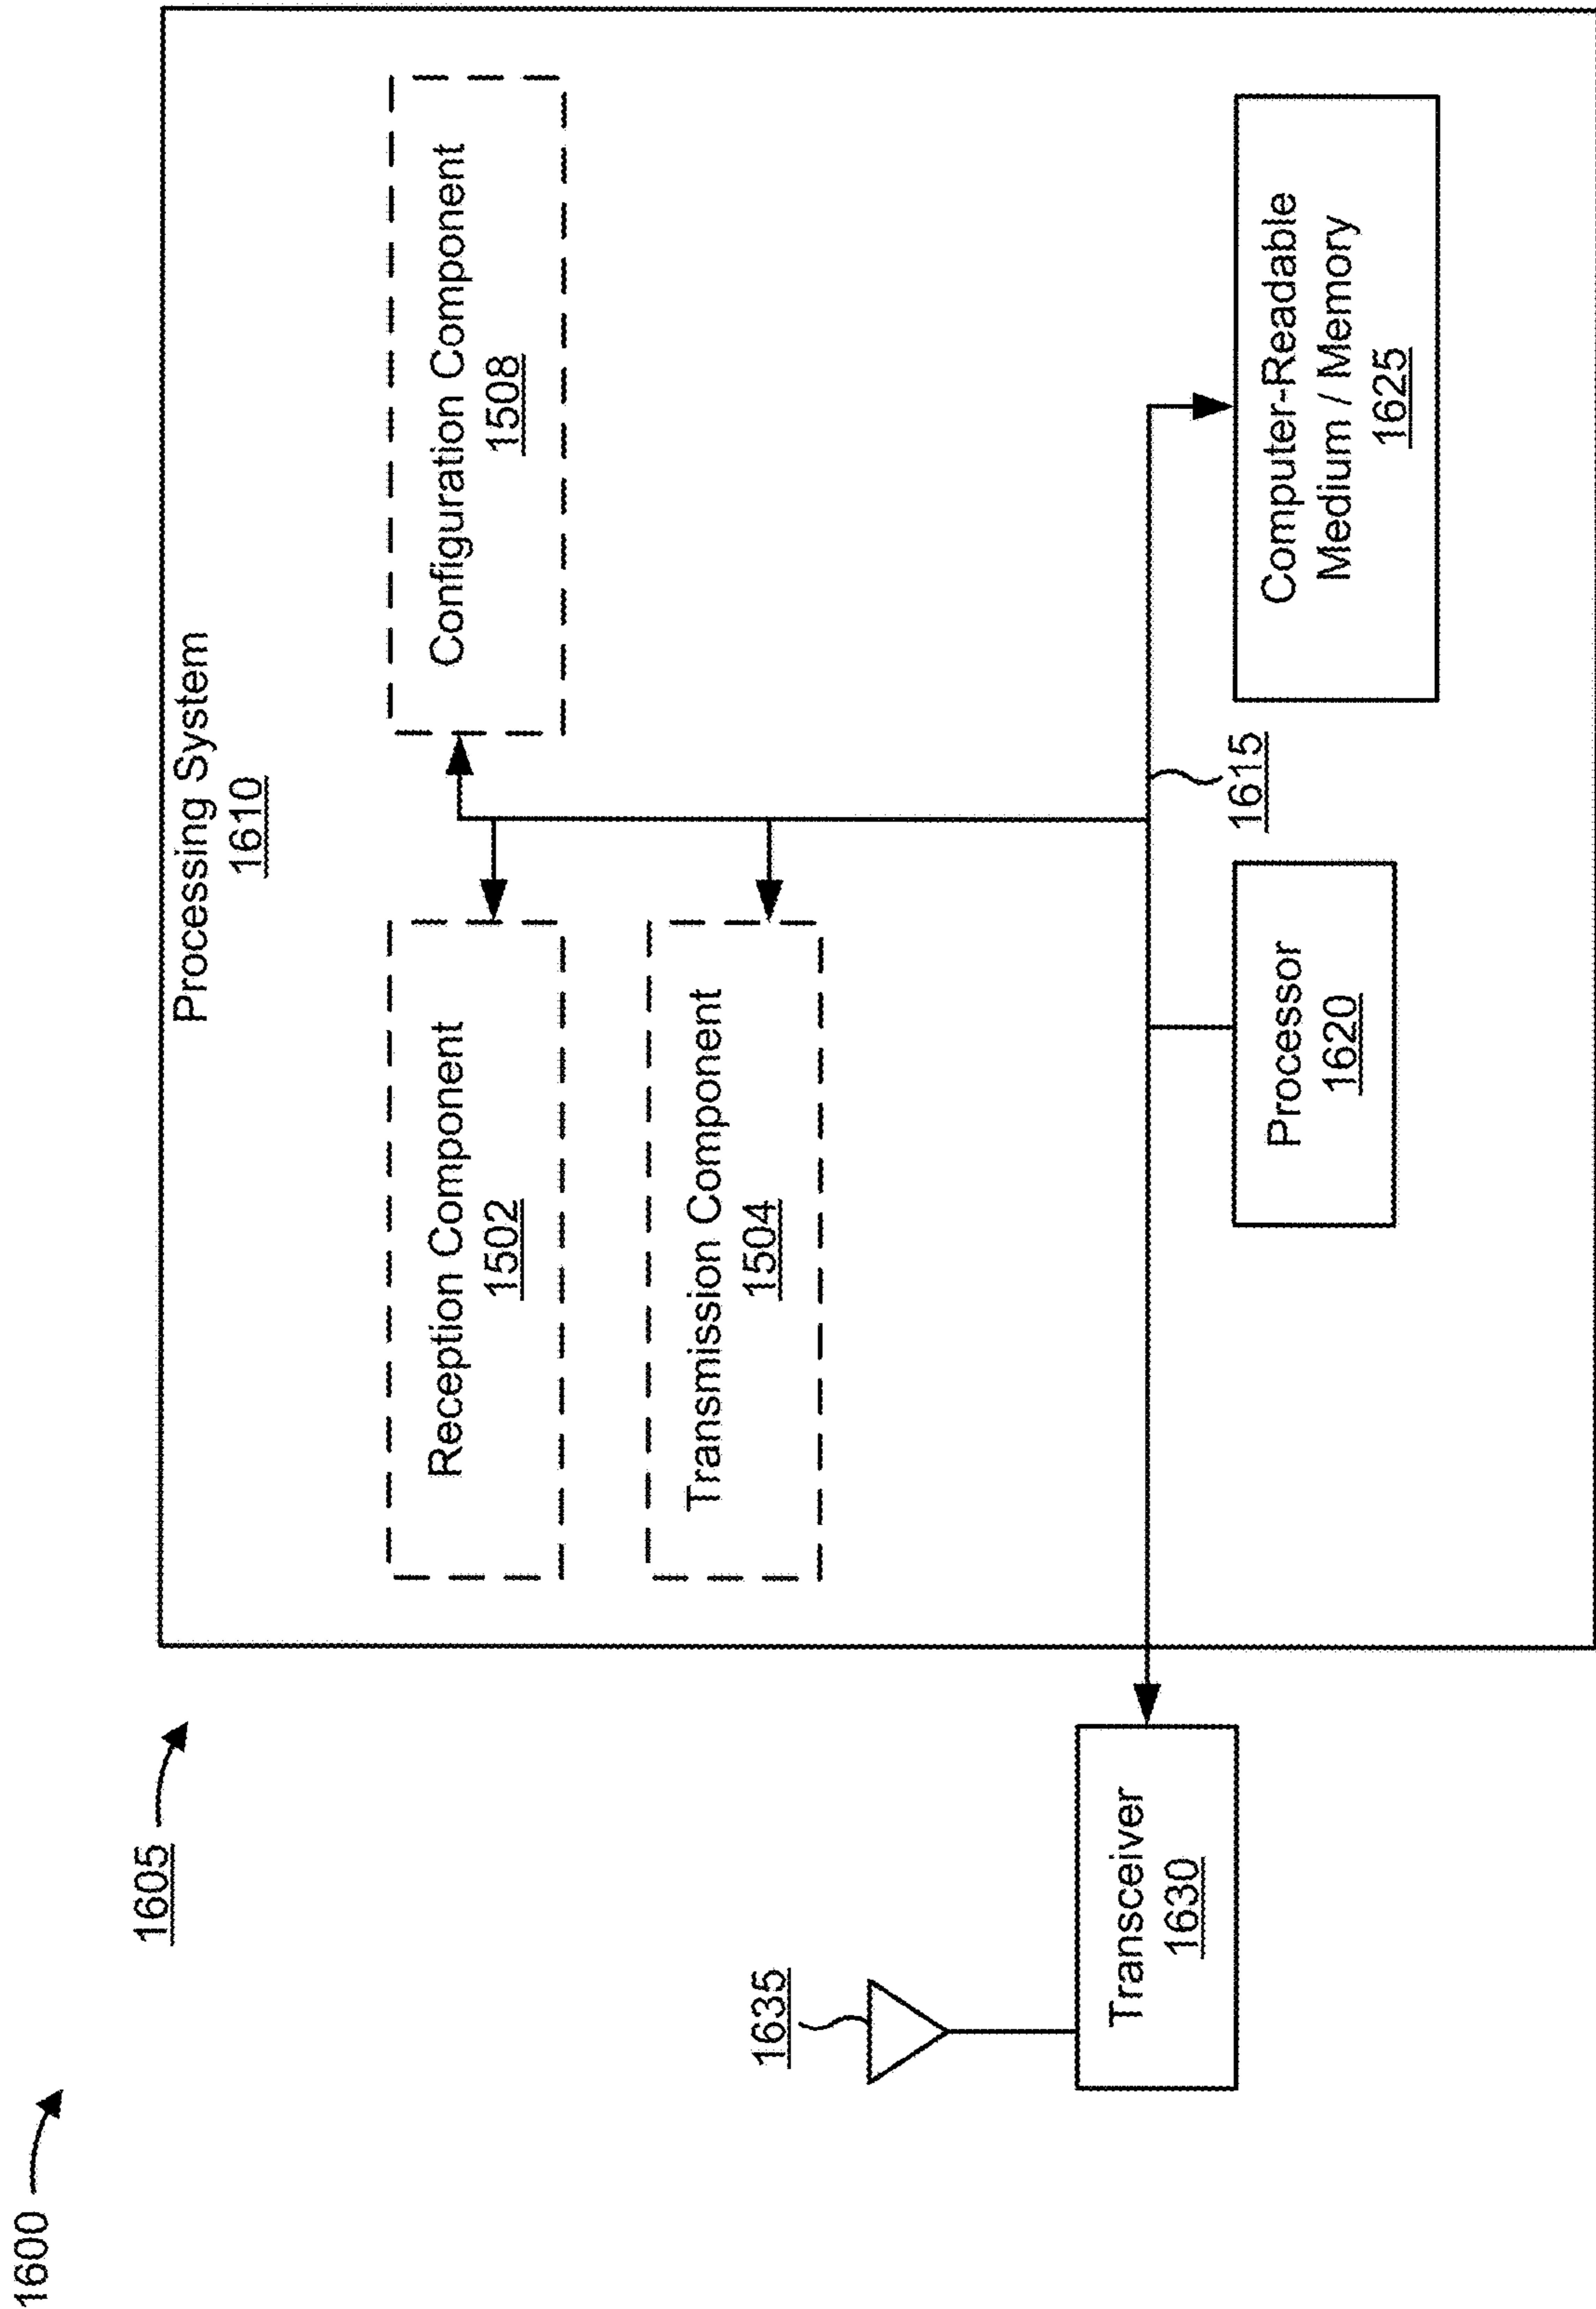 1600
1605
Processing System
1610
Reception Component
1502
Configuration Component
1508
Transmission Component
1504
1635
1615
Transceiver
1630
Processor
1620
Computer-Readable
Medium / Memory
1625